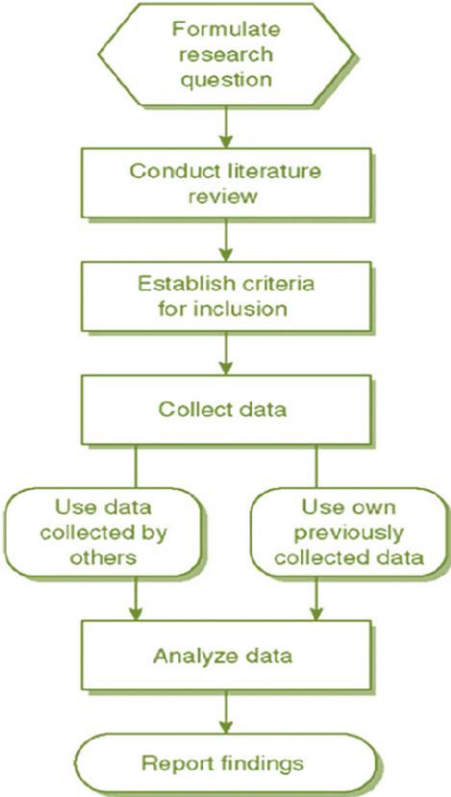 Formulate
research
question
Conduct literature
review
Establish criteria
for inclusion
Collect data
Use data
collected by
others
Use own
previously
collected data
Analyze data
Report findings